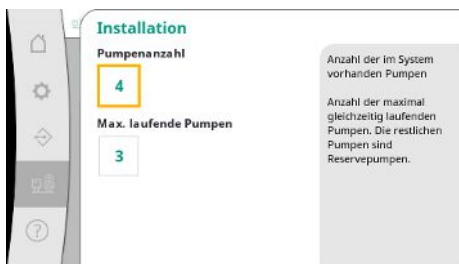 Installation
Pumpenanzahl
4
Max. laufende Pumpen
3
Anzahl der im System
vorhanden Pumpen
Anzahl der maximal
gleichzeitig laufenden
Pumpen. Die restlichen
Pumpen sind
Reservepumpen.